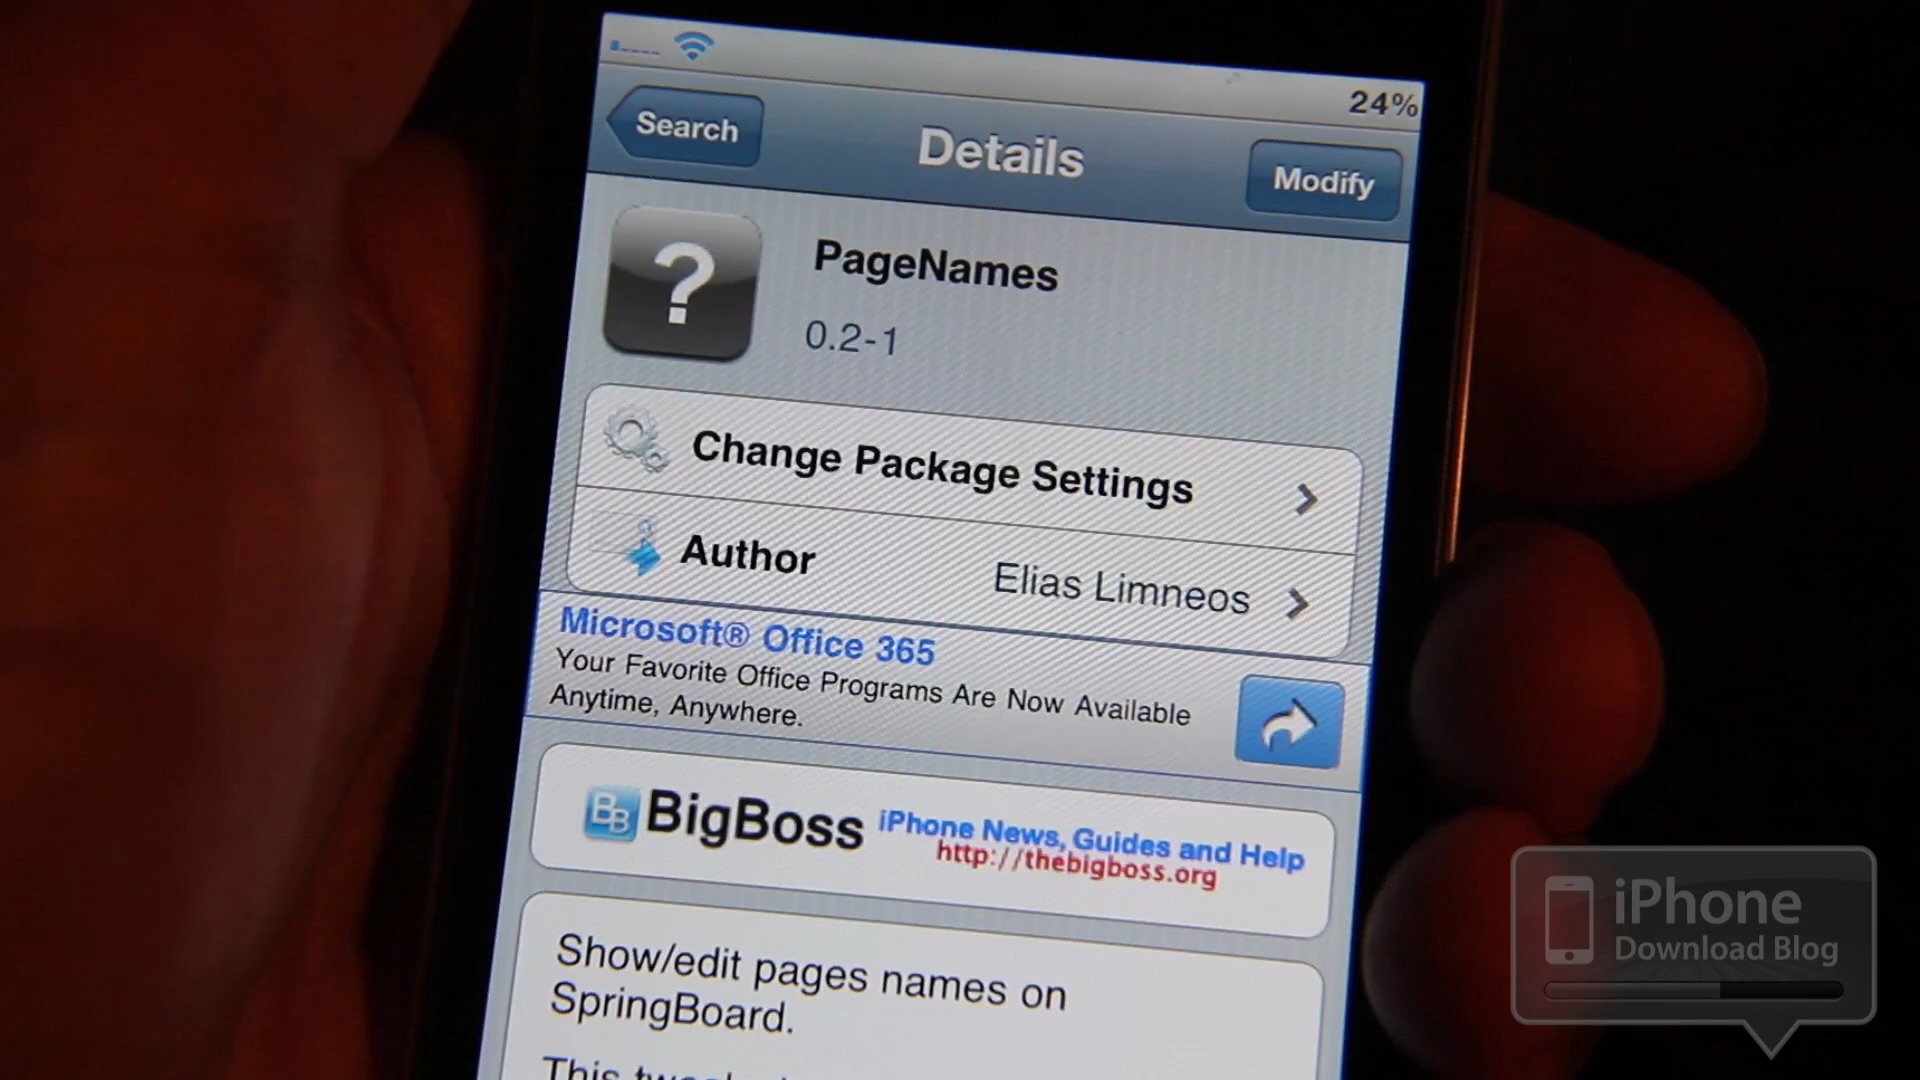 24%
Search
Details
Modify
?
PageNames
0.2-1
Change Package Settings
Author
Elias Limneos
Microsoft® Office 365
Your Favorite Office Programs Are Now Available
Anytime, Anywhere.
BB
BigBoss
iPhone News, Guides and Help
http://thebigboss.org
Show/edit pages names on
SpringBoard.
This
iPhone
Download Blog